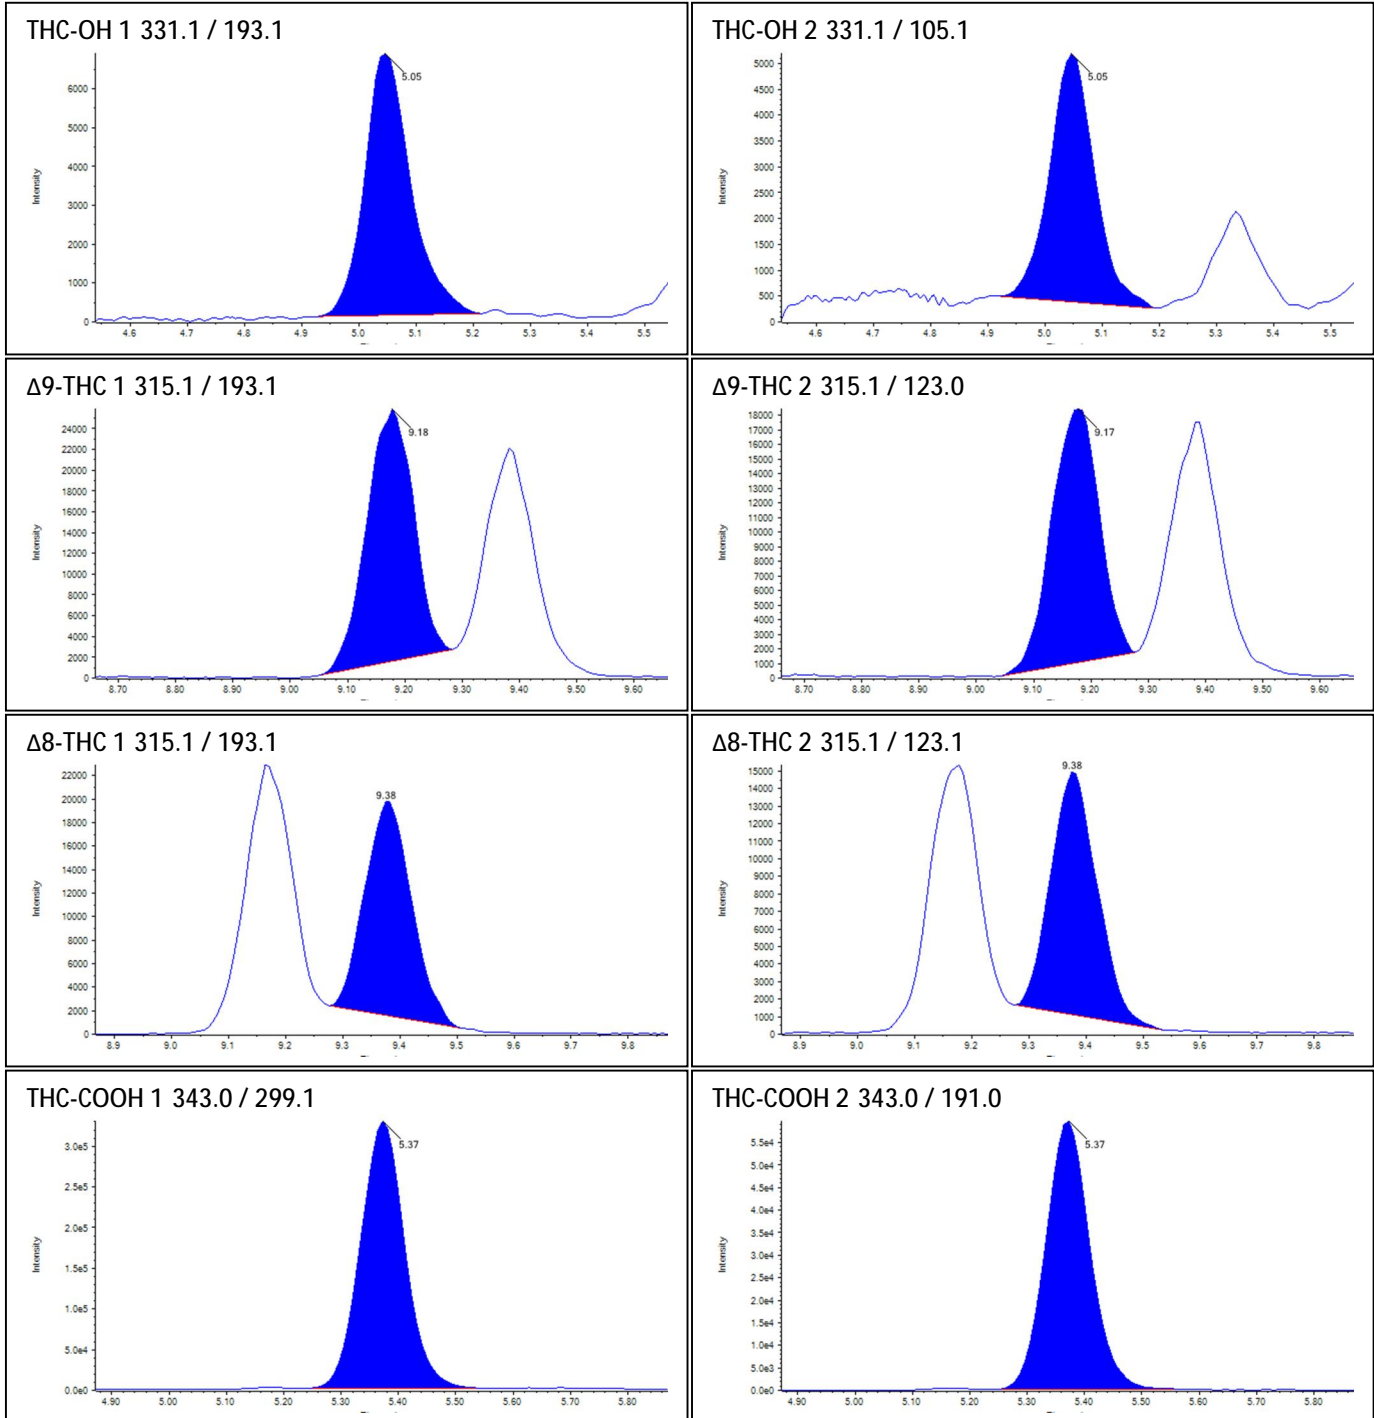 THC-OH 1 331.1 / 193.1
6000
5000
4000
3000
2000
1000
0
Intensity
5.05
4.6 4.7 4.8 4.9 5.0 5.1 5.2 5.3 5.4 5.5
THC-OH 2 331.1 / 105.1
5000
4500
4000
3500
3000
2500
2000
1500
1000
500
0
Intensity
5.05
4.6 4.7 4.8 4.9 5.0 5.1 5.2 5.3 5.4 5.5
Δ9-THC 1 315.1 / 193.1
24000
22000
20000
18000
16000
14000
12000
10000
8000
6000
4000
2000
0
Intensity
9.18
8.70 8.80 8.90 9.00 9.10 9.20 9.30 9.40 9.50 9.60
Δ9-THC 2 315.1 / 123.0
18000
17000
16000
15000
14000
13000
12000
11000
10000
9000
8000
7000
6000
5000
4000
3000
2000
1000
0
Intensity
9.17
8.70 8.80 8.90 9.00 9.10 9.20 9.30 9.40 9.50 9.60
Δ8-THC 1 315.1 / 193.1
22000
20000
18000
16000
14000
12000
10000
8000
6000
4000
2000
0
Intensity
9.38
8.9 9.0 9.1 9.2 9.3 9.4 9.5 9.6 9.7 9.8
Δ8-THC 2 315.1 / 123.1
15000
14000
13000
12000
11000
10000
9000
8000
7000
6000
5000
4000
3000
2000
1000
0
Intensity
9.38
8.9 9.0 9.1 9.2 9.3 9.4 9.5 9.6 9.7 9.8
THC-COOH 1 343.0 / 299.1
3.0e5
2.5e5
2.0e5
1.5e5
1.0e5
5.0e4
0.0e0
Intensity
5.37
4.90 5.00 5.10 5.20 5.30 5.40 5.50 5.60 5.70 5.80
THC-COOH 2 343.0 / 191.0
5.5e4
5.0e4
4.5e4
4.0e4
3.5e4
3.0e4
2.5e4
2.0e4
1.5e4
1.0e4
5.0e3
0.0e0
Intensity
5.37
4.90 5.00 5.10 5.20 5.30 5.40 5.50 5.60 5.70 5.80